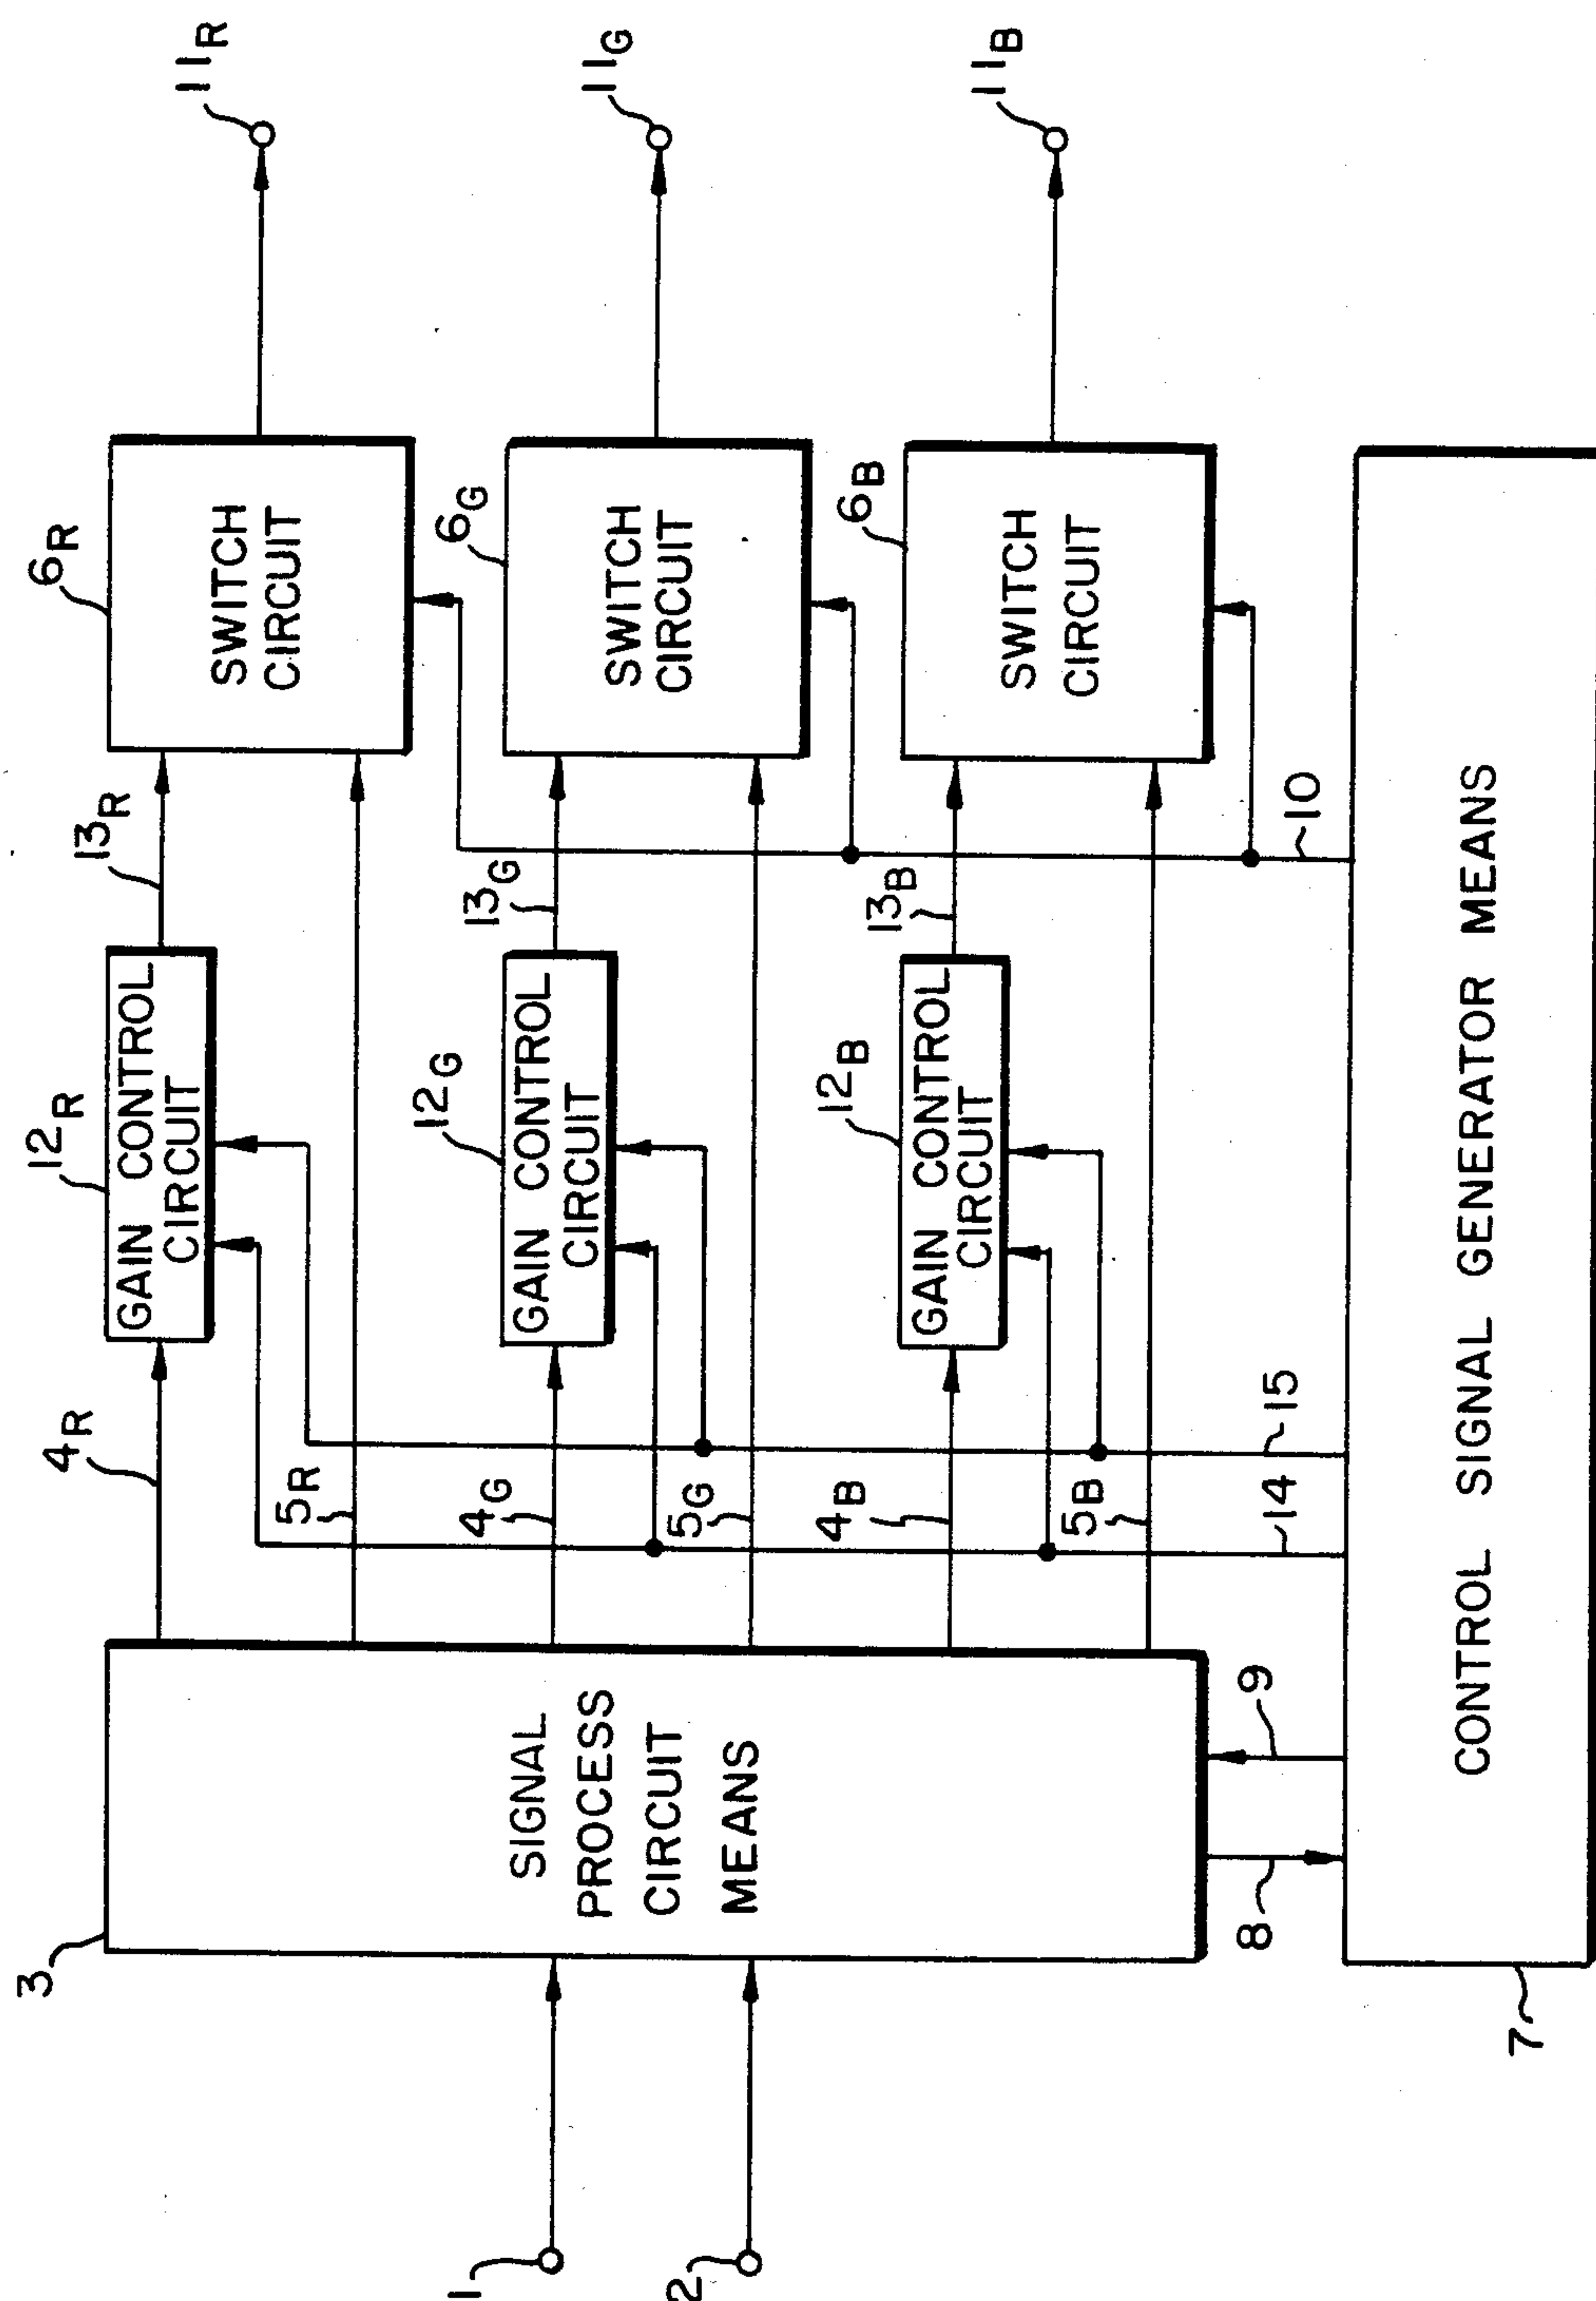 1
2
3
SIGNAL
PROCESS
CIRCUIT
MEANS
4R
5R
4G
5G
4B
5B
12R
GAIN CONTROL
CIRCUIT
12G
GAIN CONTROL
CIRCUIT
12B
GAIN CONTROL
CIRCUIT
13R
13G
13B
6R
SWITCH
CIRCUIT
6G
SWITCH
CIRCUIT
6B
SWITCH
CIRCUIT
11R
11G
11B
8
9
14
15
10
7
CONTROL SIGNAL GENERATOR MEANS